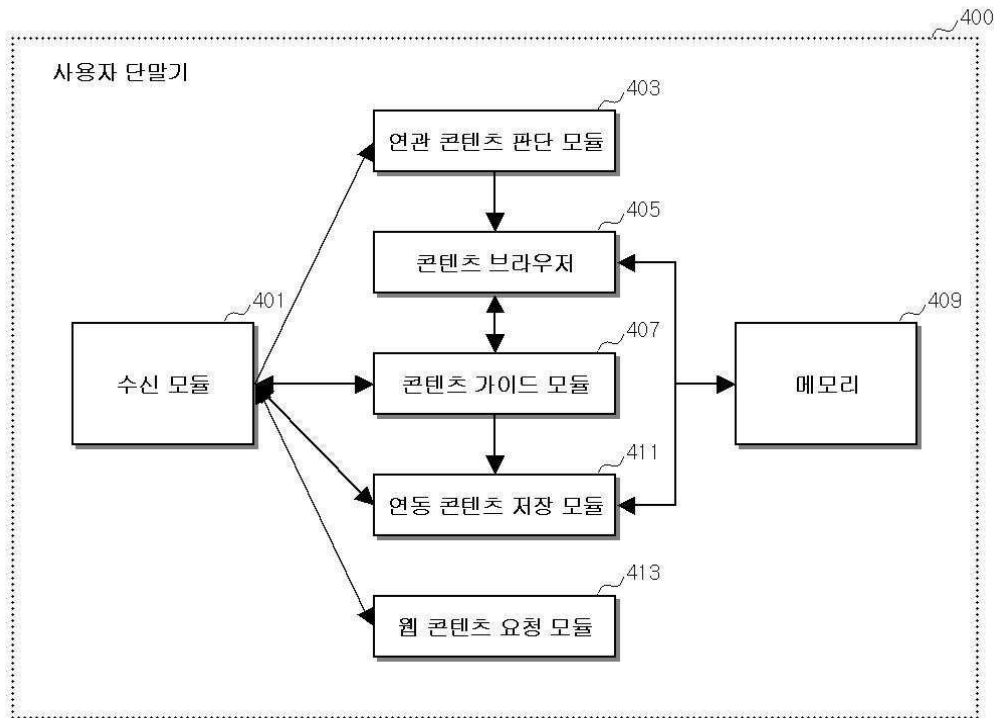 400
사용자 단말기
403
연관 콘텐츠 판단 모듈
405
콘텐츠 브라우저
401
수신 모듈
407
콘텐츠 가이드 모듈
409
메모리
411
연동 콘텐츠 저장 모듈
413
웹 콘텐츠 요청 모듈